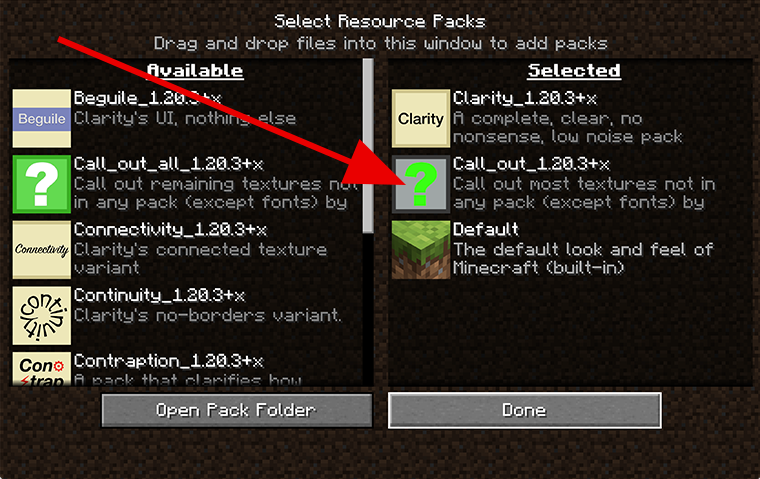 Select Resource Packs
Drag and drop files into this window to add packs
Available
Beguile
Beguile_1.20.3+x
Clarity's UI, nothing else
?
Call_out_all_1.20.3+x
Call out remaining textures not
in any pack (except fonts) by
Connectivity
Connectivity_1.20.3+x
Clarity's connected texture
variant
Continuity
Continuity_1.20.3+x
Clarity's no-borders variant.
Con
strap
Contraption_1.20.3+x
A pack that clarifies how
Selected
Clarity
Clarity_1.20.3+x
A complete, clear, no
nonsense, low noise pack
?
Call_out_1.20.3+x
Call out most textures not in
any pack (except fonts) by
Default
The default look and feel of
Minecraft (built-in)
Open Pack Folder
Done